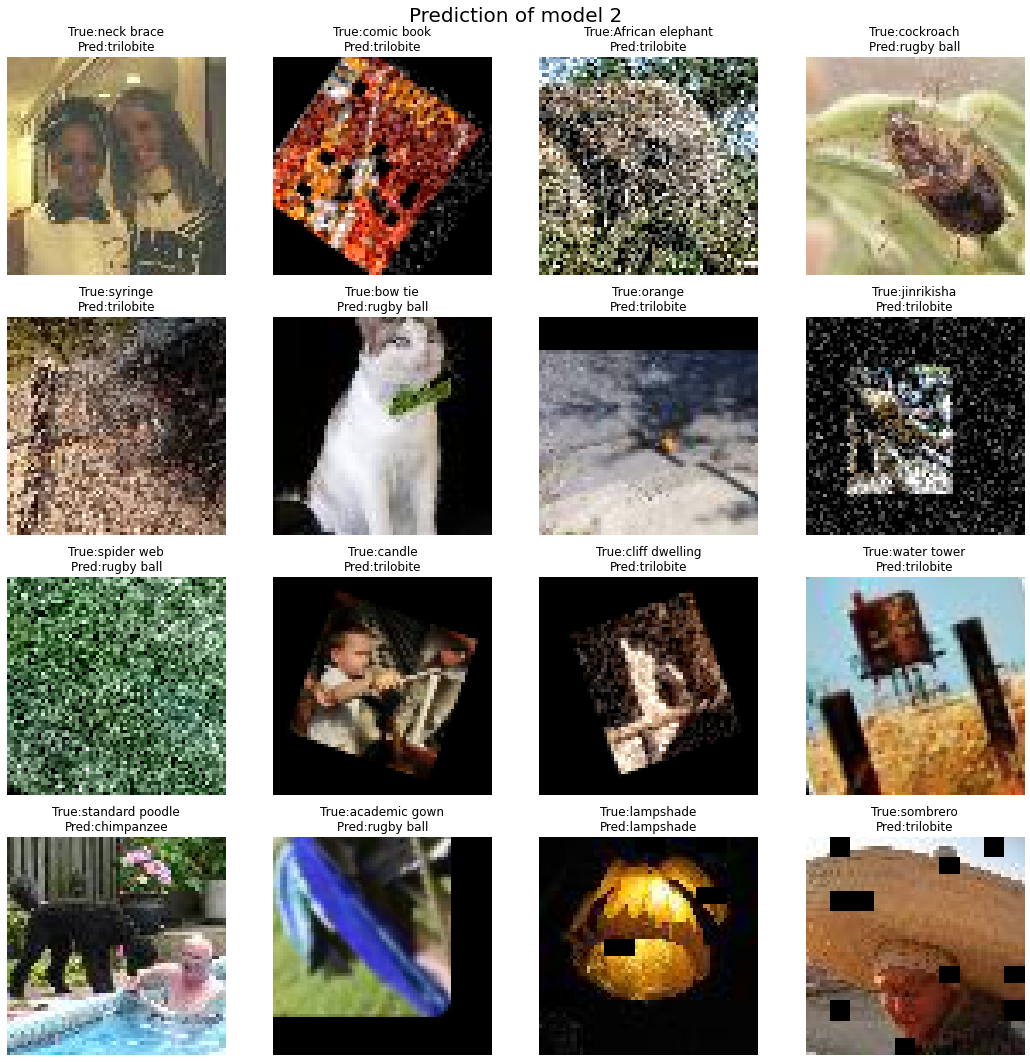 Prediction of model 2
True:neck brace
Pred:trilobite
True:comic book
Pred:trilobite
True:African elephant
Pred:trilobite
True:cockroach
Pred:rugby ball
True:syringe
Pred:trilobite
True:bow tie
Pred:rugby ball
True:orange
Pred:trilobite
True:jinrikisha
Pred:trilobite
True:spider web
Pred:rugby ball
True:candle
Pred:trilobite
True:cliff dwelling
Pred:trilobite
True:water tower
Pred:trilobite
True:standard poodle
Pred:chimpanzee
True:academic gown
Pred:rugby ball
True:lampshade
Pred:lampshade
True:sombrero
Pred:trilobite